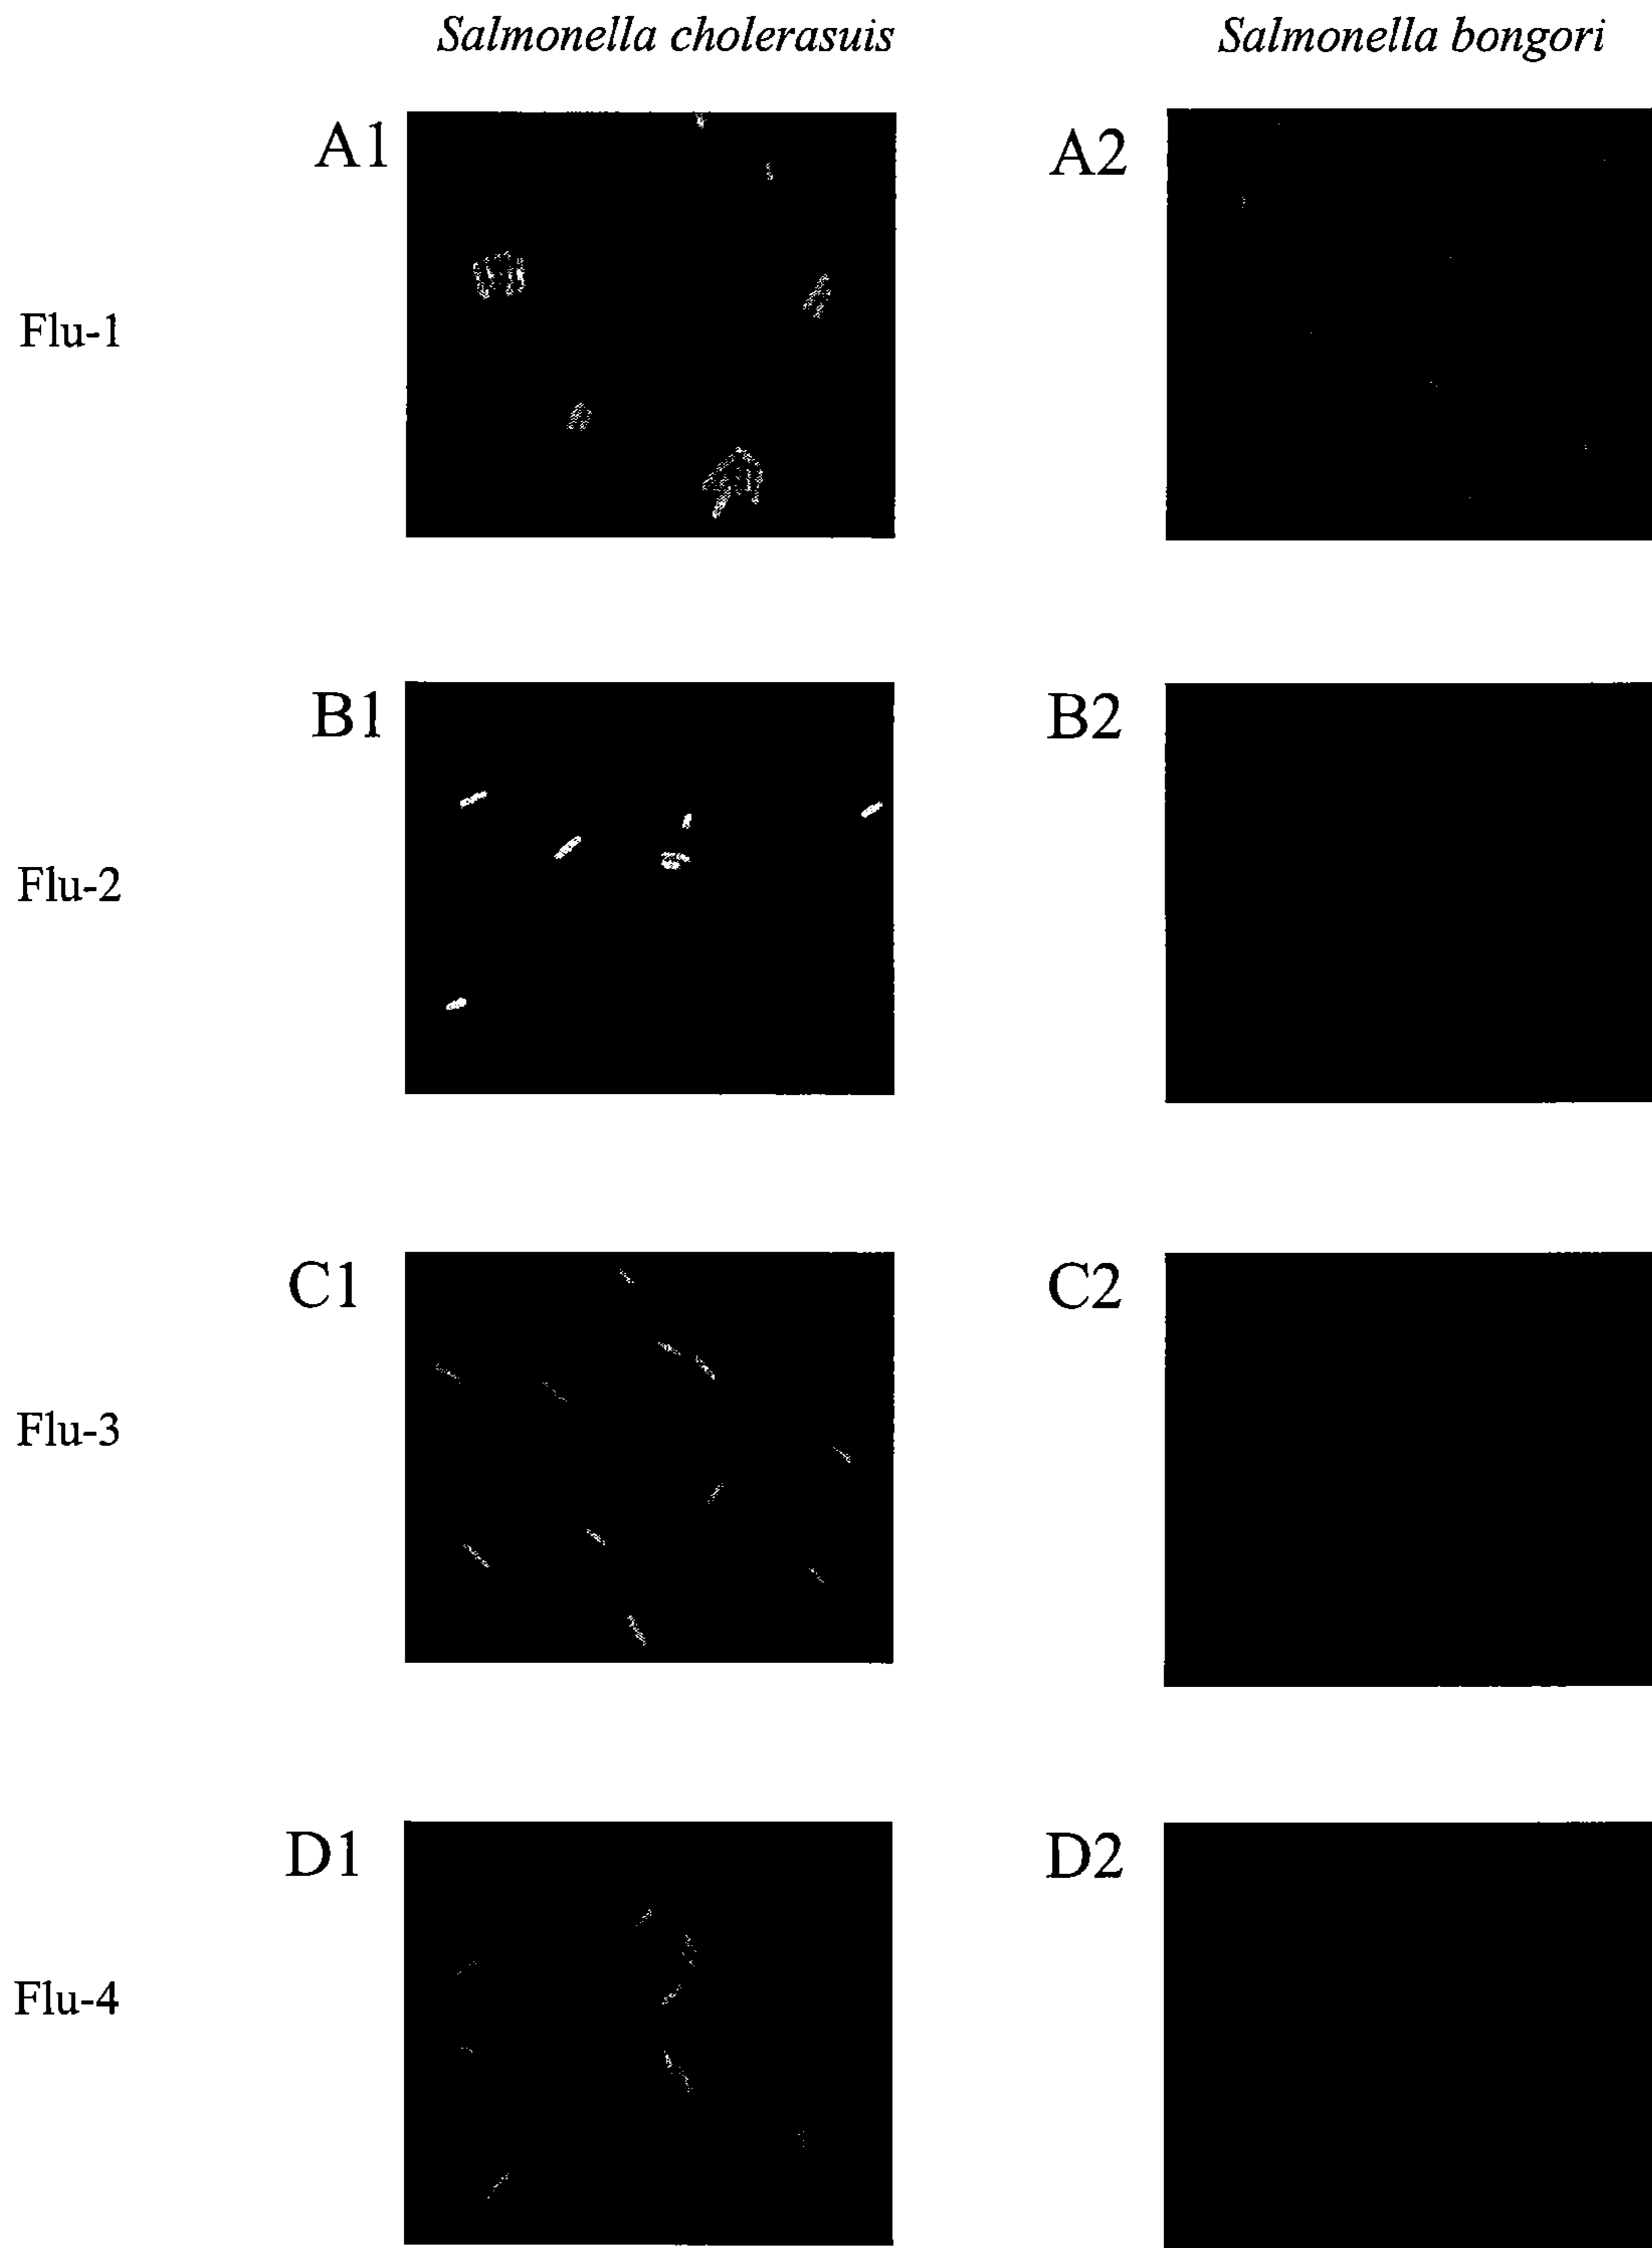 Salmonella cholerasuis Salmonella bongori
A1 A2
Flu-1
B1 B2
Flu-2
C1 C2
Flu-3
D1 D2
Flu-4